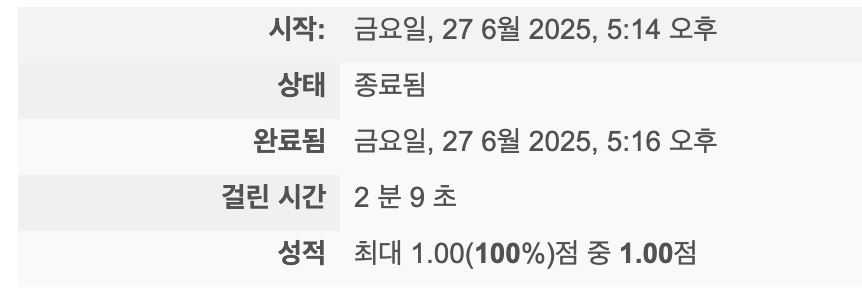 시작: 금요일, 27 6월 2025, 5:14 오후
상태 종료됨
완료됨 금요일, 27 6월 2025, 5:16 오후
걸린 시간 2 분 9 초
성적 최대 1.00(100%)점 중 1.00점